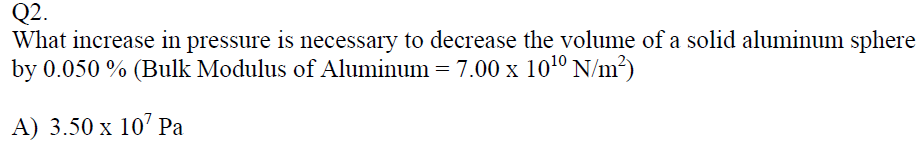 Q2.
What increase in pressure is necessary to decrease the volume of a solid aluminum sphere
by 0.050 % (Bulk Modulus of Aluminum = 7.00 x 10¹⁰ N/m²)
A) 3.50 x 10⁷ Pa